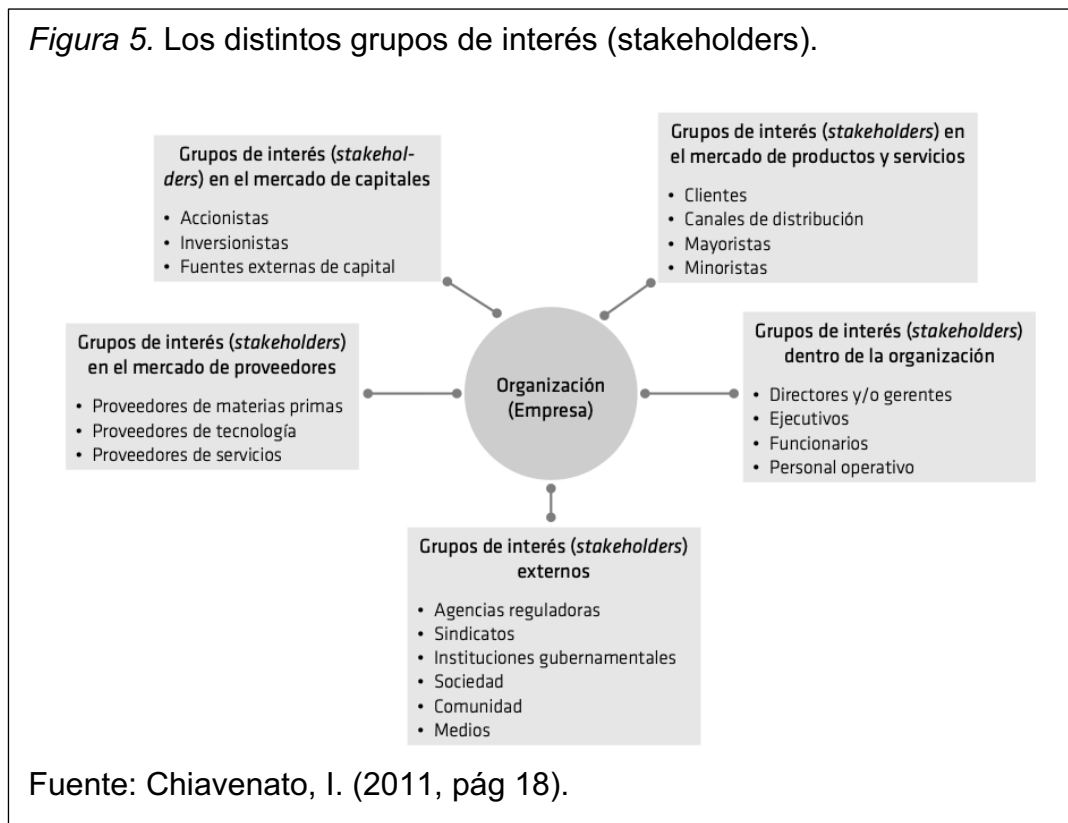 Figura 5. Los distintos grupos de interés (stakeholders).
Grupos de interés (stakehol-
ders) en el mercado de capitales
• Accionistas
• Inversionistas
• Fuentes externas de capital
Grupos de interés (stakeholders) en
el mercado de productos y servicios
• Clientes
• Canales de distribución
• Mayoristas
• Minoristas
Grupos de interés (stakeholders)
en el mercado de proveedores
• Proveedores de materias primas
• Proveedores de tecnología
• Proveedores de servicios
Organización
(Empresa)
Grupos de interés (stakeholders)
dentro de la organización
• Directores y/o gerentes
• Ejecutivos
• Funcionarios
• Personal operativo
Grupos de interés (stakeholders)
externos
• Agencias reguladoras
• Sindicatos
• Instituciones gubernamentales
• Sociedad
• Comunidad
• Medios
Fuente: Chiavenato, I. (2011, pág 18).